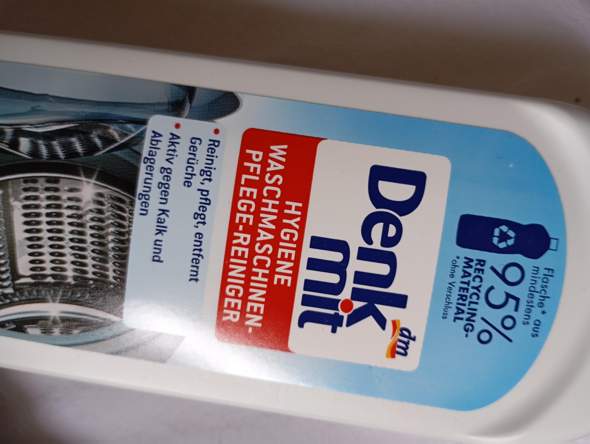 Flasche* aus
mindestens
95%
RECYCLING-
MATERIAL
*ohne Verschluss
dm
Denk
mit
HYGIENE
WASCHMASCHINEN-
PFLEGE-REINIGER
• Reinigt, pflegt, entfernt
Gerüche
• Aktiv gegen Kalk und
Ablagerungen